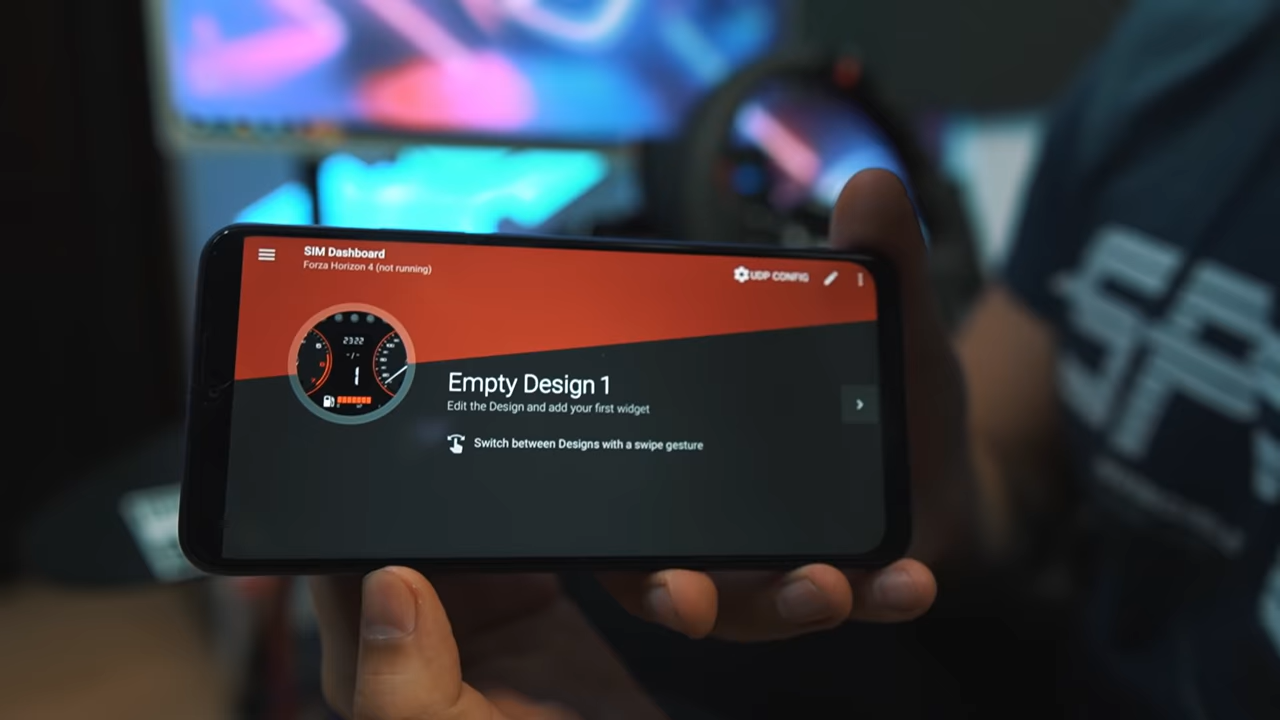 SIM Dashboard
Forza Horizon 4 (not running)
UDP CONFIG
2322
-/-
1
Empty Design 1
Edit the Design and add your first widget
Switch between Designs with a swipe gesture